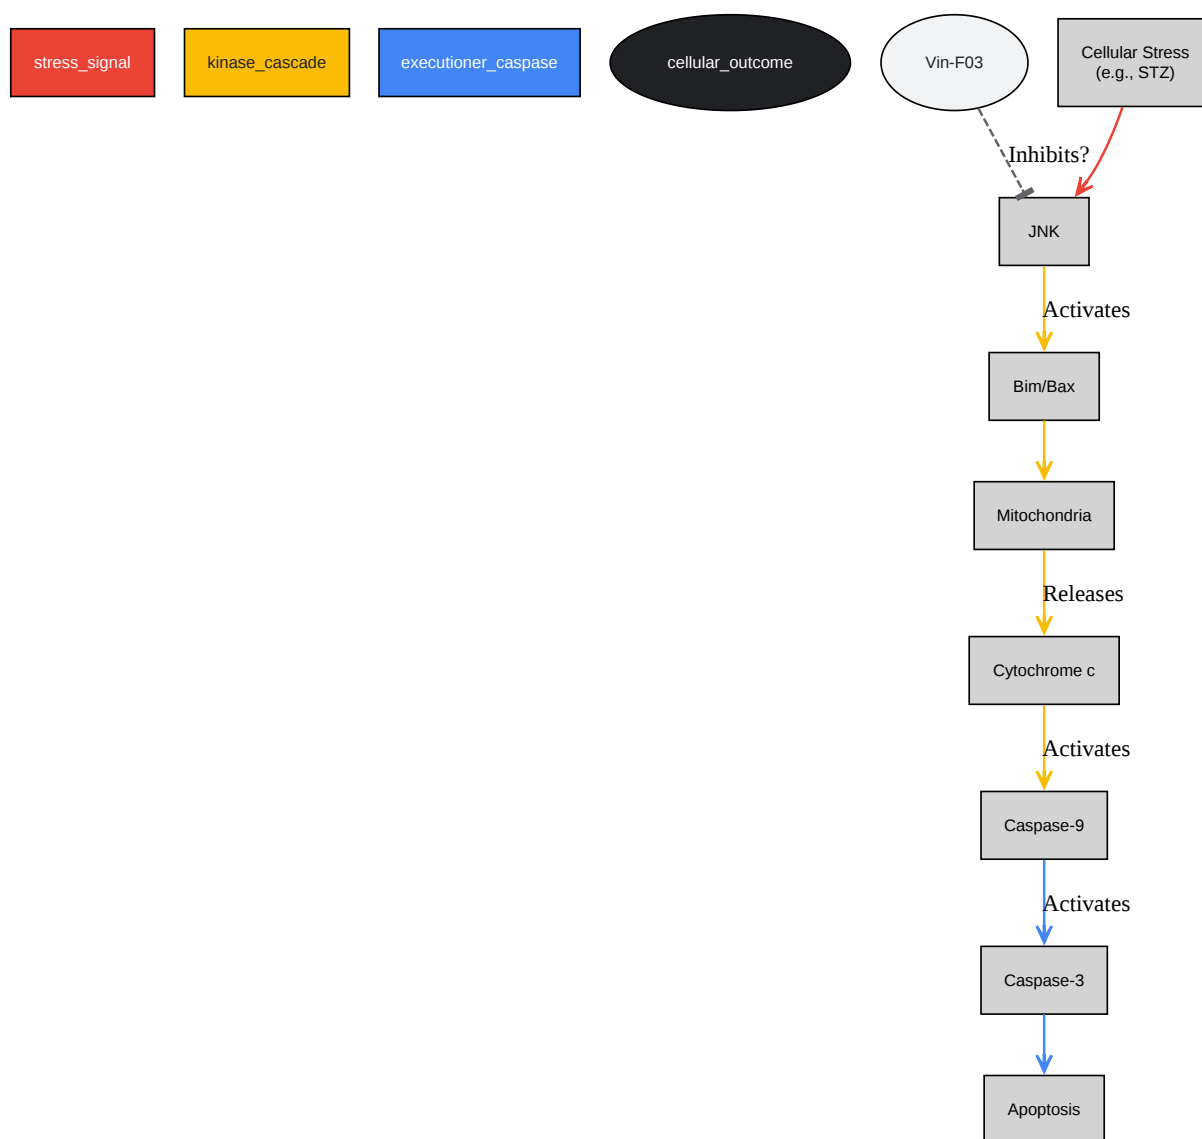 stress_signal
kinase_cascade
executioner_caspase
cellular_outcome
Vin-F03
Cellular Stress
(e.g., STZ)
Inhibits?
JNK
Activates
Bim/Bax
Mitochondria
Releases
Cytochrome c
Activates
Caspase-9
Activates
Caspase-3
Apoptosis